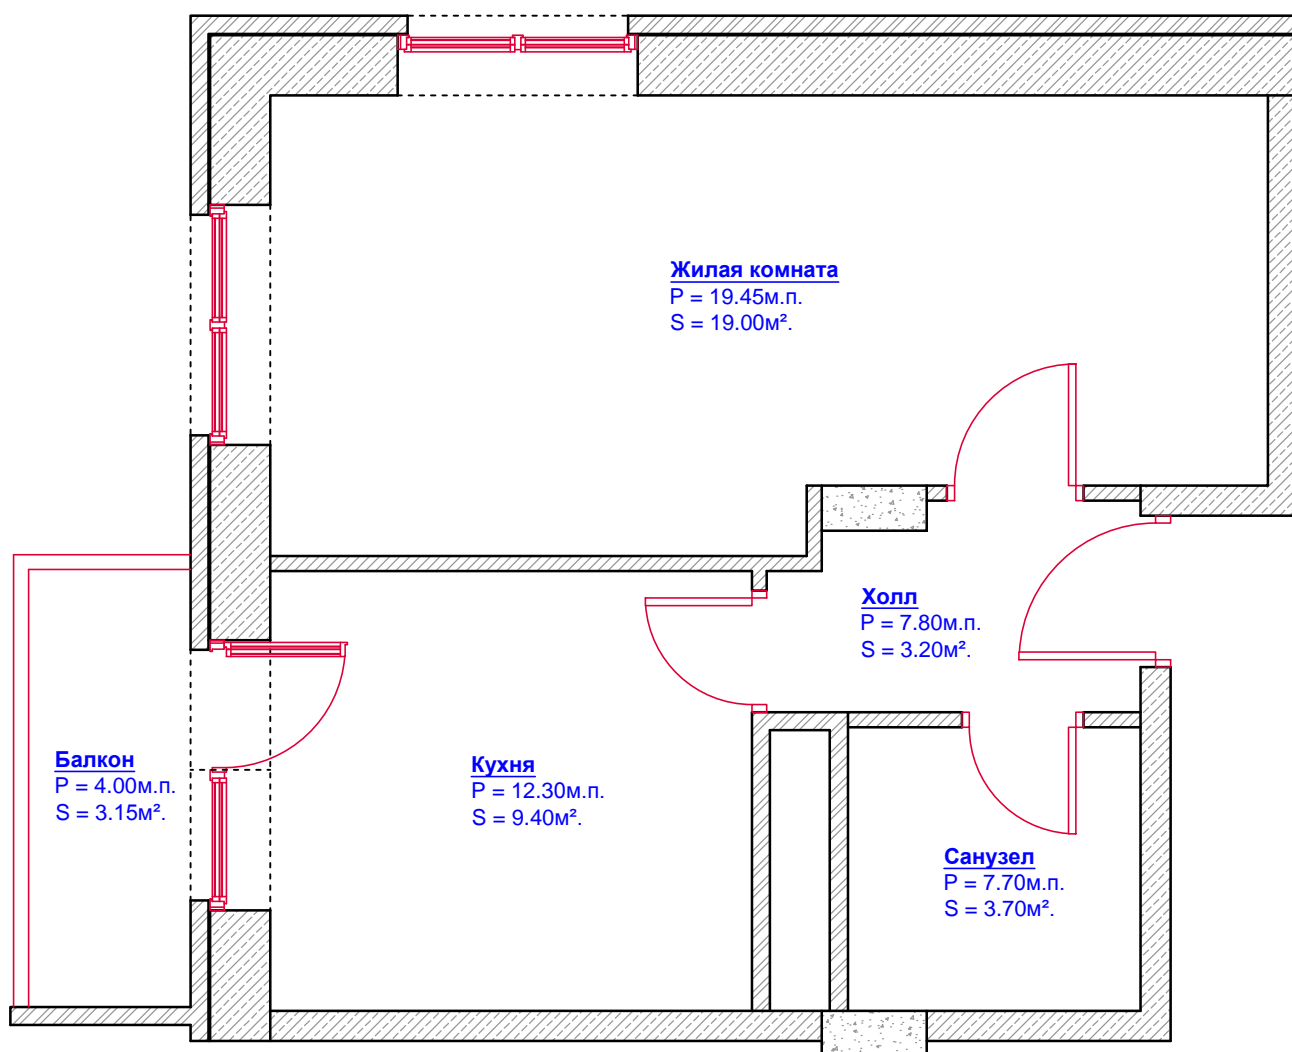 Жилая комната
P = 19.45м.п.
S = 19.00м².
Холл
P = 7.80м.п.
S = 3.20м².
Балкон
P = 4.00м.п.
S = 3.15м².
Кухня
P = 12.30м.п.
S = 9.40м².
Санузел
P = 7.70м.п.
S = 3.70м².